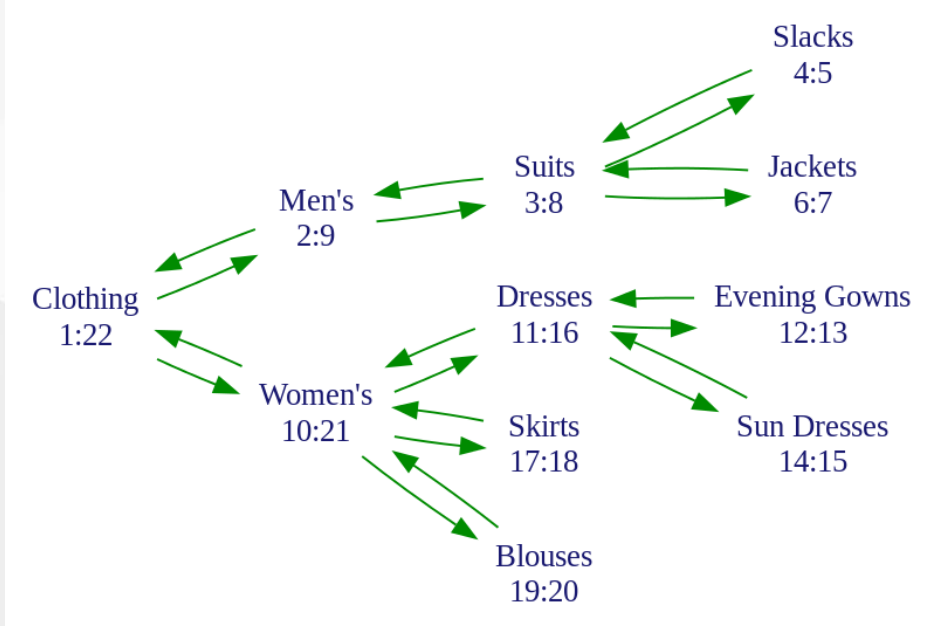 Slacks
4:5
Suits
3:8
Jackets
6:7
Men's
2:9
Clothing
1:22
Dresses
11:16
Evening Gowns
12:13
Women's
10:21
Skirts
17:18
Sun Dresses
14:15
Blouses
19:20